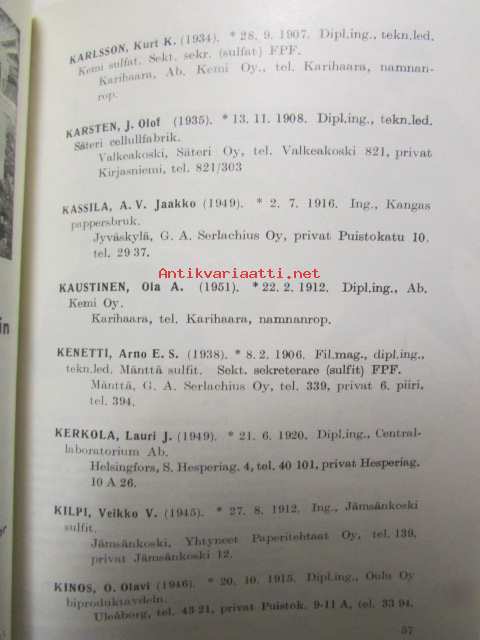 KARLSSON, Kurt K. (1934). * 28. 9. 1907. Dipl.ing., tekn.led.
Kemi sulfat. Sekt. sekr. (sulfat) FPF.
Karihaara, Ab. Kemi Oy., tel. Karihaara, namnan-
rop.
KARSTEN, J. Olof (1935). * 13. 11. 1908. Dipl.ing., tekn.led.
Säteri cellulfabrik.
Valkeakoski, Säteri Oy, tel. Valkeakoski 821, privat
Kirjasniemi, tel. 821/303
KASSILA, A. V. Jaakko (1949). * 2. 7. 1916. Ing., Kangas
pappersbruk.
Jyväskylä, G. A. Serlachius Oy, privat Puistokatu 10,
tel. 29 37.
Antikvariaatti.net
KAUSTINEN, Ola A. (1951). * 22. 2. 1912. Dipl.ing., Ab.
Kemi Oy.
Karihaara, tel. Karihaara, namnanrop.
in
KENETTI, Arno E. S. (1938). * 8. 2. 1906. Fil.mag., dipl.ing.,
tekn.led. Mänttä sulfit. Sekt. sekreterare (sulfit) FPF.
Mänttä, G. A. Serlachius Oy, tel. 339, privat 6. piiri,
tel. 394.
KERKOLA, Lauri J. (1949). * 21. 6. 1920. Dipl.ing., Central-
laboratorium Ab.
Helsingfors, S. Hesperiag. 4, tel. 40 101, privat Hesperiag.
10 A 26.
KILPI, Veikko V. (1945). * 27. 8. 1912. Ing., Jämsänkoski
sulfit.
Jämsänkoski, Yhtyneet Paperitehtaat Oy, tel. 139,
privat Jämsänkoski 12.
KINOS, O. Olavi (1946). * 20. 10. 1915. Dipl.ing., Oulu Oy
biproduktavdeln.
Uleåborg, tel. 43 21, privat Puistok. 9-11 A, tel. 33 94.
57